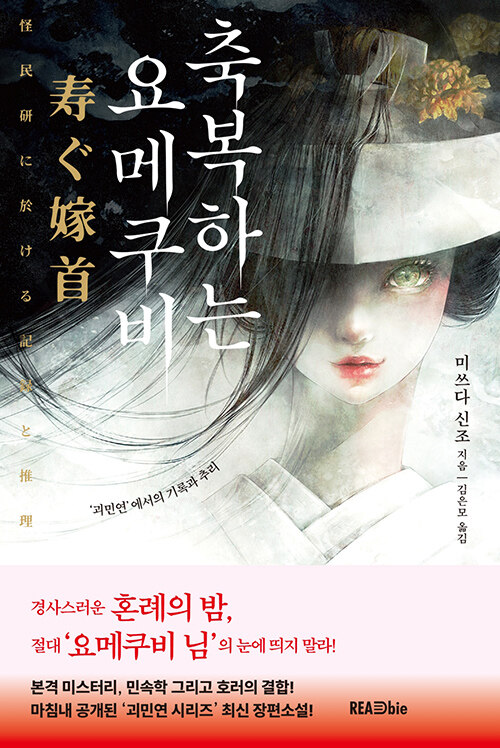 축복하는
요메쿠비
寿ぐ嫁首
怪民研に於ける記録と推理
미쓰다 신조 지음 | 김은모 옮김
‘괴민연’에서의 기록과 추리
경사스러운 혼례의 밤,
절대 ‘요메쿠비 님’의 눈에 띄지 말라!
본격 미스터리, 민속학 그리고 호러의 결합!
마침내 공개된 ‘괴민연 시리즈’ 최신 장편소설!
READbie